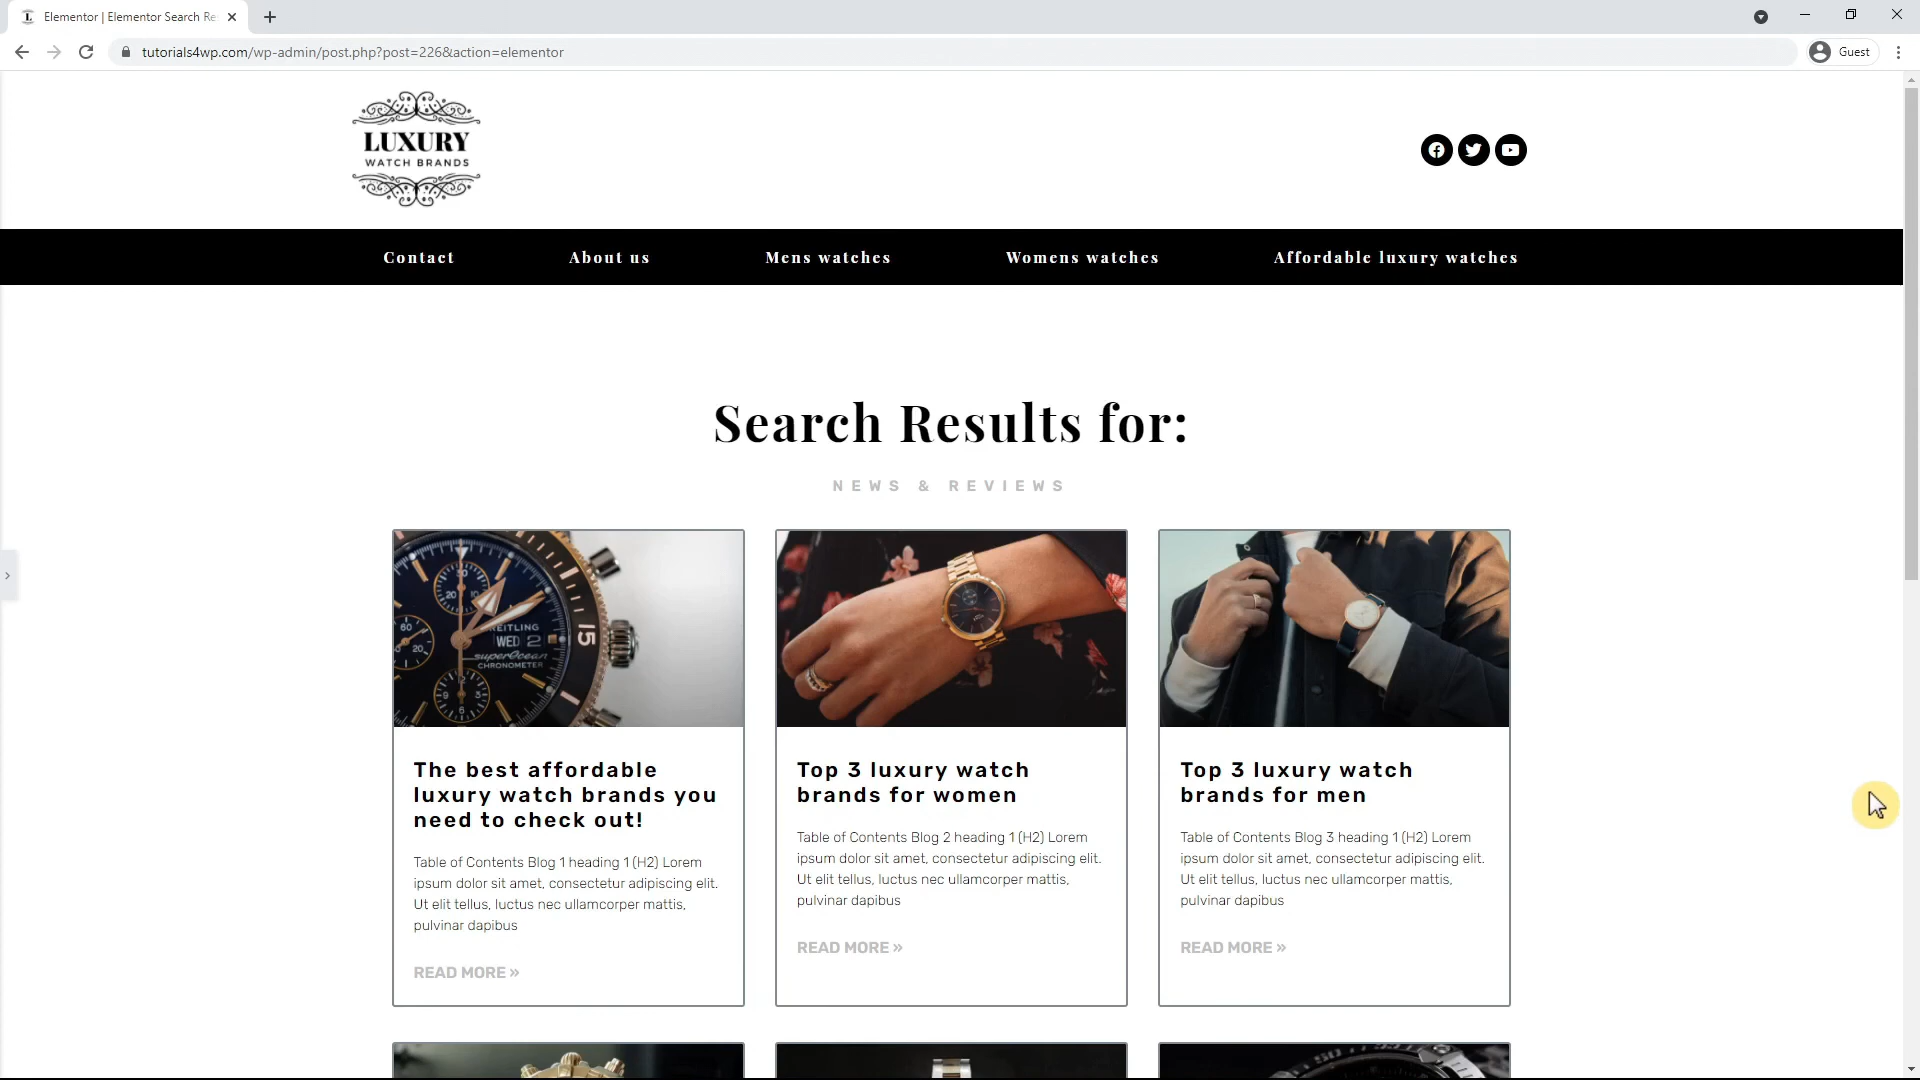 Elementor | Elementor Search Re
tutorials4wp.com/wp-admin/post.php?post=226&action=elementor
Guest
LUXURY
WATCH BRANDS
Contact
About us
Mens watches
Womens watches
Affordable luxury watches
Search Results for:
NEWS & REVIEWS
BREITLING
WED 2
superOcean
CHRONOMETER
15
The best affordable
luxury watch brands you
need to check out!
Table of Contents Blog 1 heading 1 (H2) Lorem
ipsum dolor sit amet, consectetur adipiscing elit.
Ut elit tellus, luctus nec ullamcorper mattis,
pulvinar dapibus
READ MORE »
Top 3 luxury watch
brands for women
Table of Contents Blog 2 heading 1 (H2) Lorem
ipsum dolor sit amet, consectetur adipiscing elit.
Ut elit tellus, luctus nec ullamcorper mattis,
pulvinar dapibus
READ MORE »
Top 3 luxury watch
brands for men
Table of Contents Blog 3 heading 1 (H2) Lorem
ipsum dolor sit amet, consectetur adipiscing elit.
Ut elit tellus, luctus nec ullamcorper mattis,
pulvinar dapibus
READ MORE »